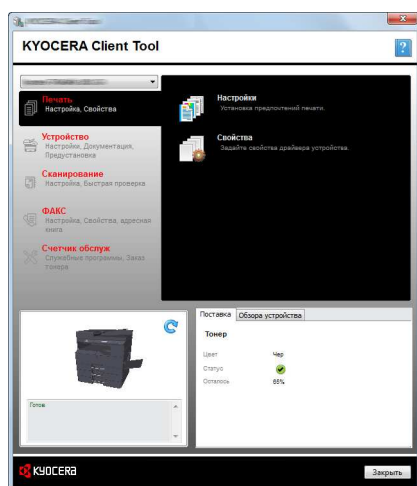 KYOCERA Client Tool
?
Печать
Настройка, Свойства
Устройство
Настройки, Документация,
Предустановка
Сканирование
Настройка, Быстрая проверка
ФАКС
Настройка, Свойства, адресная
книга
Счетчик обслуж
Служебные программы, Заказ
тонера
Настройки
Установка предпочтений печати.
Свойства
Задайте свойства драйвера устройства.
Поставка
Обзора устройства
Тонер
Цвет Чер
Статус
Осталось 65%
Готов
KYOCERA
Закрыть